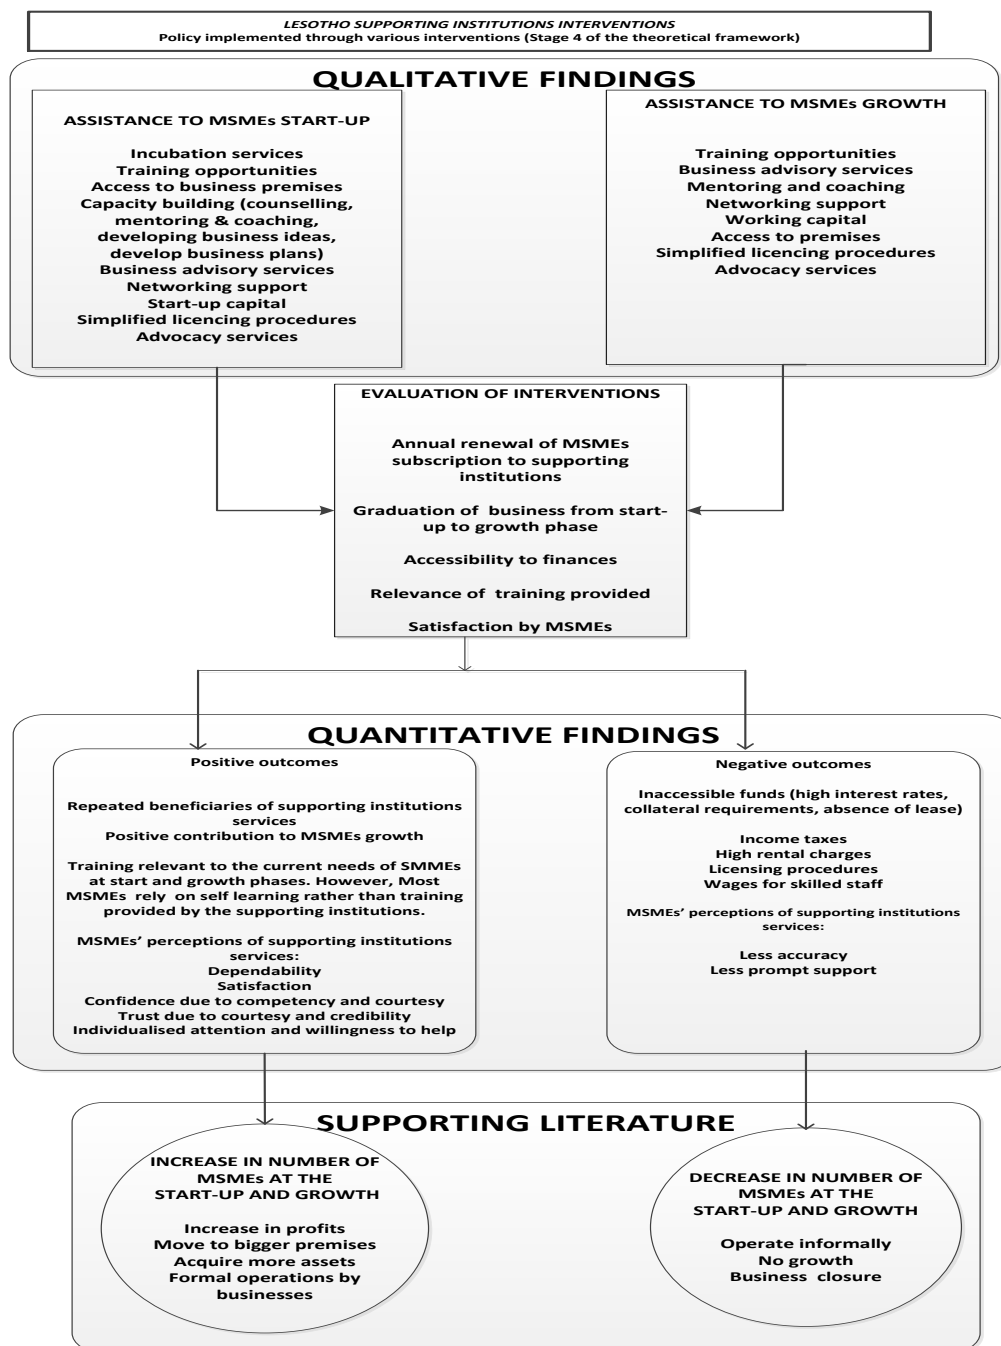 LESOTHO SUPPORTING INSTITUTIONS INTERVENTIONS
Policy implemented through various interventions (Stage 4 of the theoretical framework)
QUALITATIVE FINDINGS
ASSISTANCE TO MSMEs START-UP
Incubation services
Training opportunities
Access to business premises
Capacity building (counselling,
mentoring & coaching,
developing business ideas,
develop business plans)
Business advisory services
Networking support
Start-up capital
Simplified licencing procedures
Advocacy services
ASSISTANCE TO MSMEs GROWTH
Training opportunities
Business advisory services
Mentoring and coaching
Networking support
Working capital
Access to premises
Simplified licencing procedures
Advocacy services
EVALUATION OF INTERVENTIONS
Annual renewal of MSMEs
subscription to supporting
institutions
Graduation of business from start-
up to growth phase
Accessibility to finances
Relevance of training provided
Satisfaction by MSMEs
QUANTITATIVE FINDINGS
Positive outcomes
Repeated beneficiaries of supporting institutions
services
Positive contribution to MSMEs growth
Training relevant to the current needs of SMMEs
at start and growth phases. However, Most
MSMEs rely on self learning rather than training
provided by the supporting institutions.
MSMEs' perceptions of supporting institutions
services:
Dependability
Satisfaction
Confidence due to competency and courtesy
Trust due to courtesy and credibility
Individualised attention and willingness to help
Negative outcomes
Inaccessible funds (high interest rates,
collateral requirements, absence of lease)
Income taxes
High rental charges
Licensing procedures
Wages for skilled staff
MSMEs' perceptions of supporting institutions
services:
Less accuracy
Less prompt support
SUPPORTING LITERATURE
INCREASE IN NUMBER OF
MSMEs AT THE
START-UP AND GROWTH
Increase in profits
Move to bigger premises
Acquire more assets
Formal operations by
businesses
DECREASE IN NUMBER OF
MSMEs AT THE
START-UP AND GROWTH
Operate informally
No growth
Business closure